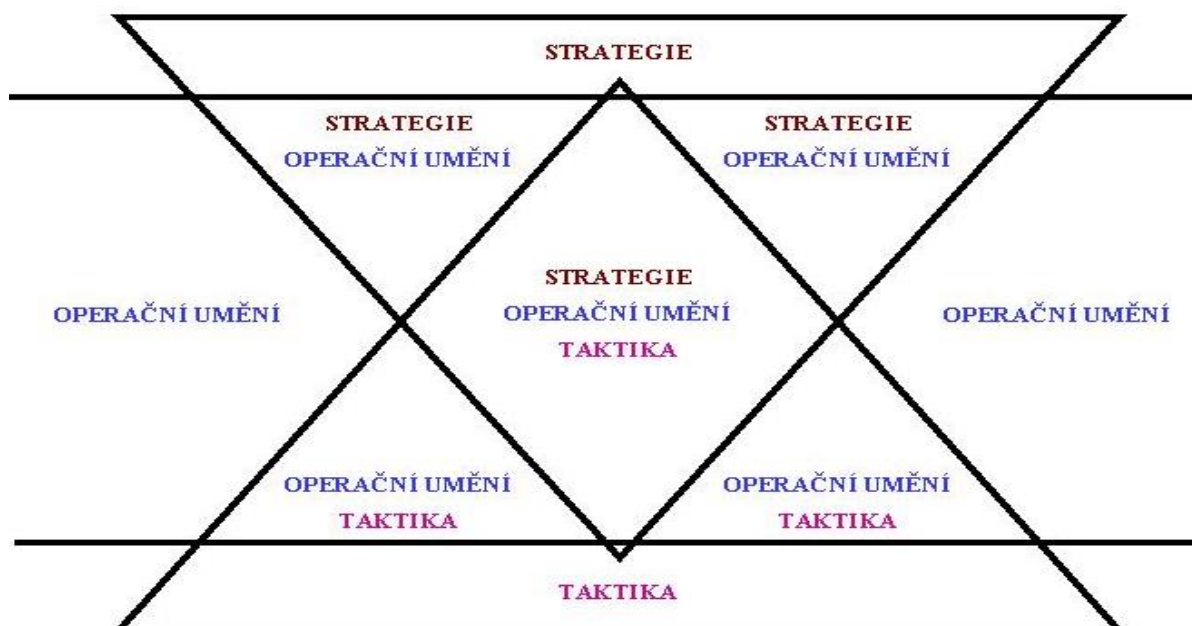 STRATEGIE
STRATEGIE
OPERAČNÍ UMĚNÍ
STRATEGIE
OPERAČNÍ UMĚNÍ
OPERAČNÍ UMĚNÍ
STRATEGIE
OPERAČNÍ UMĚNÍ
TAKTIKA
OPERAČNÍ UMĚNÍ
OPERAČNÍ UMĚNÍ
TAKTIKA
OPERAČNÍ UMĚNÍ
TAKTIKA
TAKTIKA